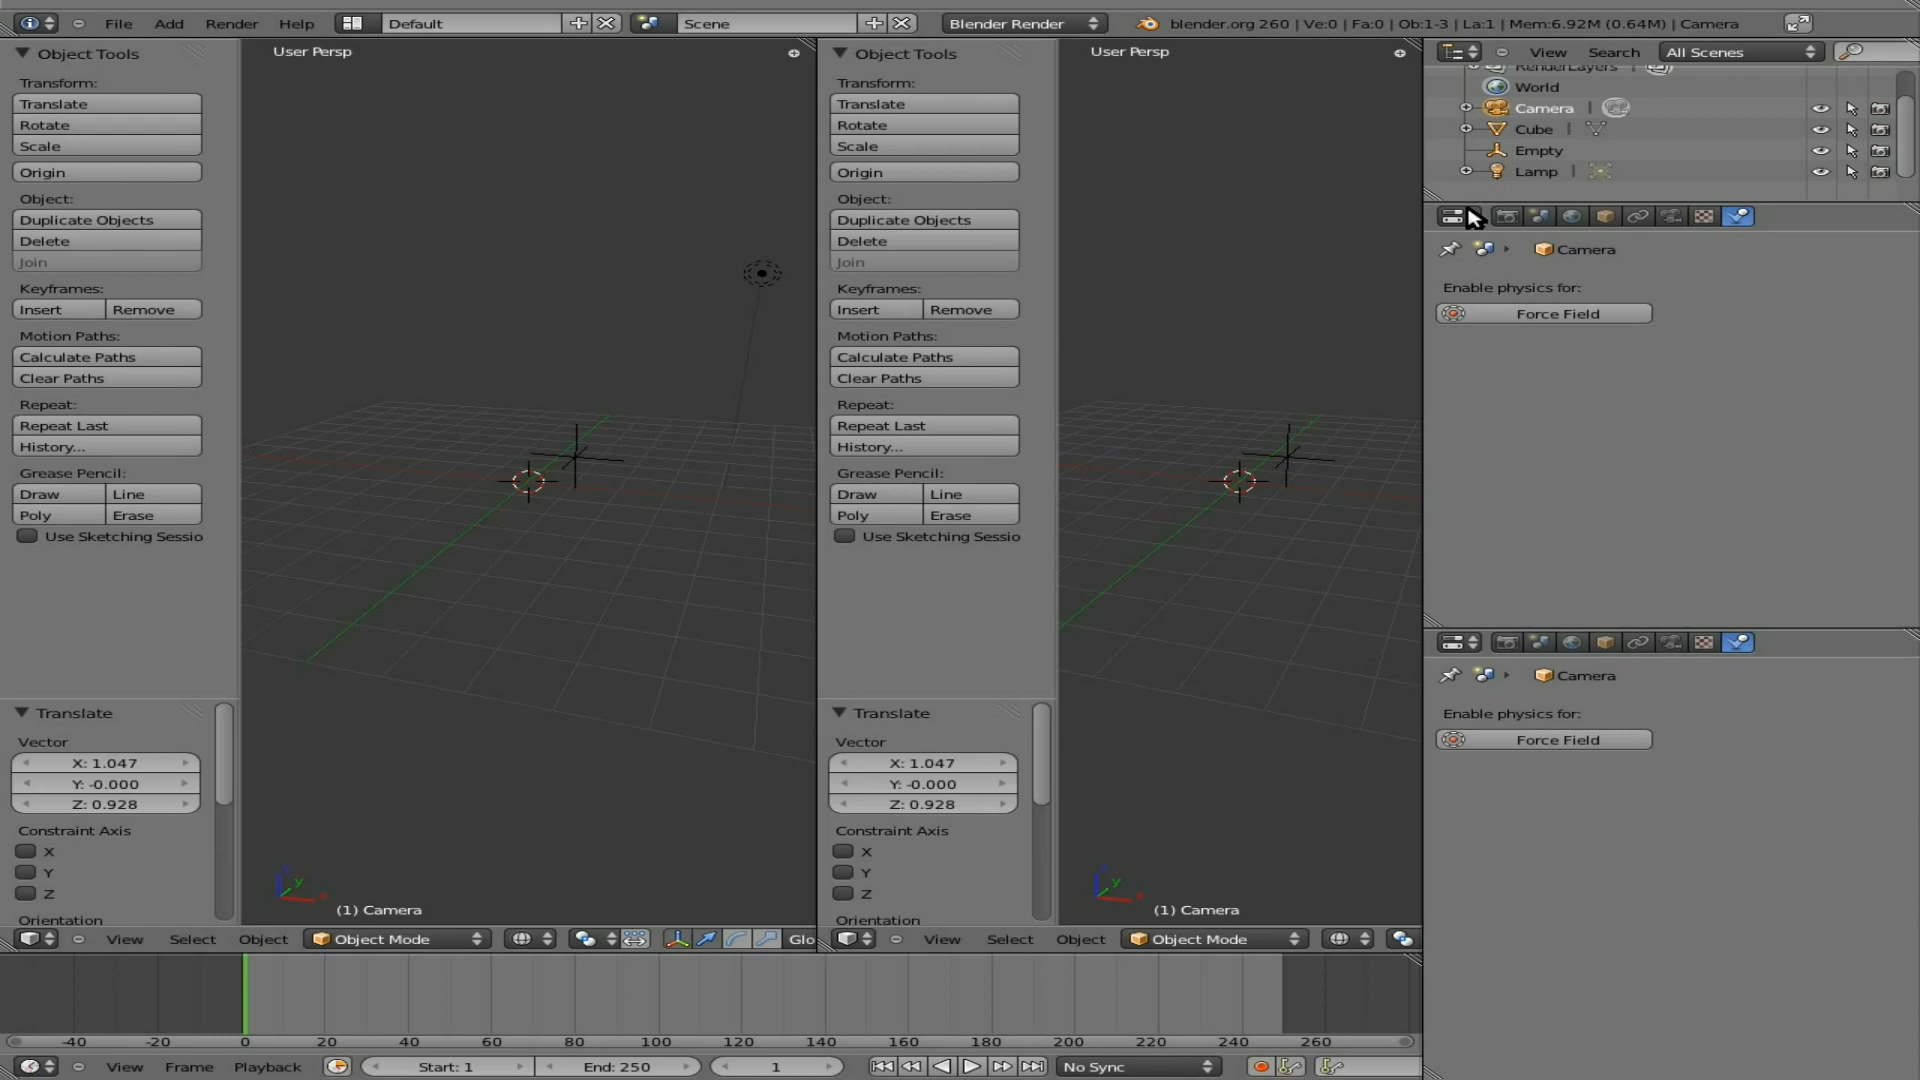 File Add Render Help Default Scene Blender Render blender.org 260 | Ve:0 | Fa:0 | Ob:1-3 | La:1 | Mem:6.92M (0.64M) | Camera
Object Tools
Transform:
Translate
Rotate
Scale
Origin
Object:
Duplicate Objects
Delete
Join
Keyframes:
Insert Remove
Motion Paths:
Calculate Paths
Clear Paths
Repeat:
Repeat Last
History...
Grease Pencil:
Draw Line
Poly Erase
Use Sketching Sessio
Translate
Vector
X: 1.047
Y: -0.000
Z: 0.928
Constraint Axis
X
Y
Z
Orientation
User Persp
(1) Camera
View Select Object Object Mode Glo
Object Tools
Transform:
Translate
Rotate
Scale
Origin
Object:
Duplicate Objects
Delete
Join
Keyframes:
Insert Remove
Motion Paths:
Calculate Paths
Clear Paths
Repeat:
Repeat Last
History...
Grease Pencil:
Draw Line
Poly Erase
Use Sketching Sessio
Translate
Vector
X: 1.047
Y: -0.000
Z: 0.928
Constraint Axis
X
Y
Z
Orientation
User Persp
(1) Camera
View Select Object Object Mode
View Search All Scenes
RenderLayers
World
Camera
Cube
Empty
Lamp
Camera
Enable physics for:
Force Field
Camera
Enable physics for:
Force Field
-40 -20 0 20 40 60 80 100 120 140 160 180 200 220 240 260
View Frame Playback Start: 1 End: 250 1 No Sync